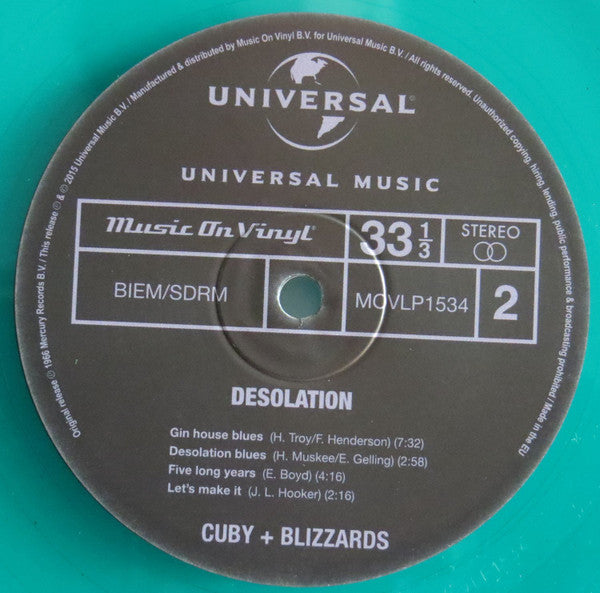 Original release ℗ 1966 Mercury Records B.V. / This release ℗ & © 2015 Universal Music B.V. / Manufactured & distributed by Music On Vinyl B.V. for Universal Music B.V. / All rights reserved. Unauthorized copying, hiring, lending, public performance & broadcasting prohibited / Made in the EU
UNIVERSAL
UNIVERSAL MUSIC
Music On Vinyl®
33 1/3
STEREO
BIEM/SDRM
MOVLP1534
2
DESOLATION
Gin house blues (H. Troy/F. Henderson) (7:32)
Desolation blues (H. Muskee/E. Gelling) (2:58)
Five long years (E. Boyd) (4:16)
Let's make it (J. L. Hooker) (2:16)
CUBY + BLIZZARDS